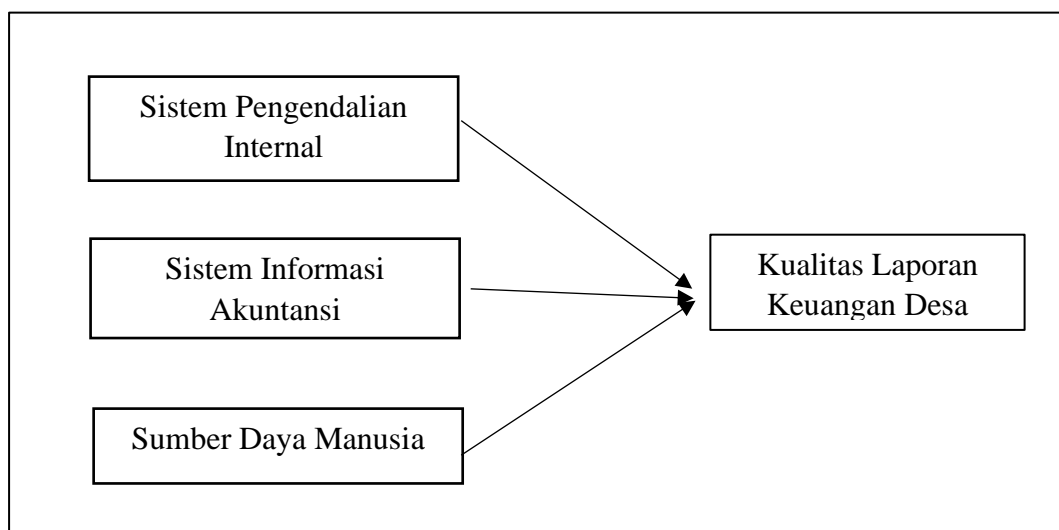 Sistem Pengendalian
Internal
Sistem Informasi
Akuntansi
Sumber Daya Manusia
Kualitas Laporan
Keuangan Desa